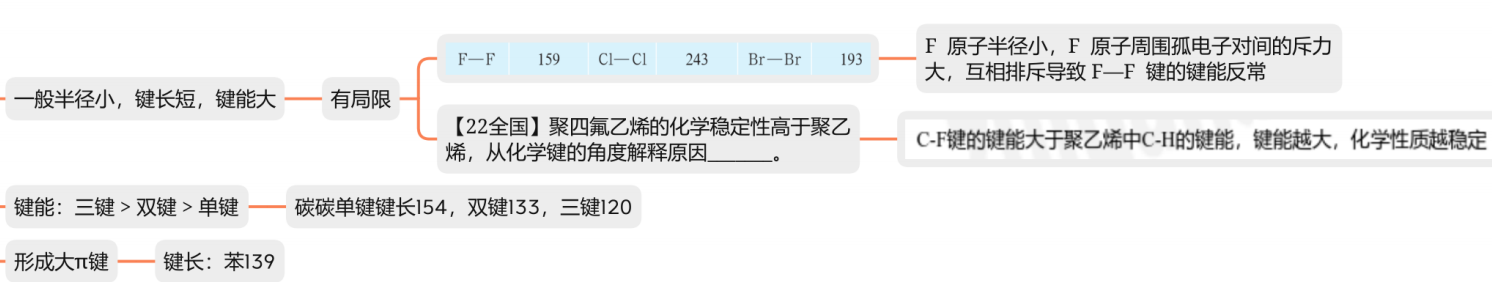 一般半径小，键长短，键能大
有局限
F—F 159 Cl—Cl 243 Br—Br 193
F 原子半径小，F 原子周围孤电子对间的斥力
大，互相排斥导致 F—F 键的键能反常
【22全国】聚四氟乙烯的化学稳定性高于聚乙
烯，从化学键的角度解释原因______。
C-F键的键能大于聚乙烯中C-H的键能，键能越大，化学性质越稳定
键能：三键 > 双键 > 单键
碳碳单键键长154，双键133，三键120
形成大π键
键长：苯139